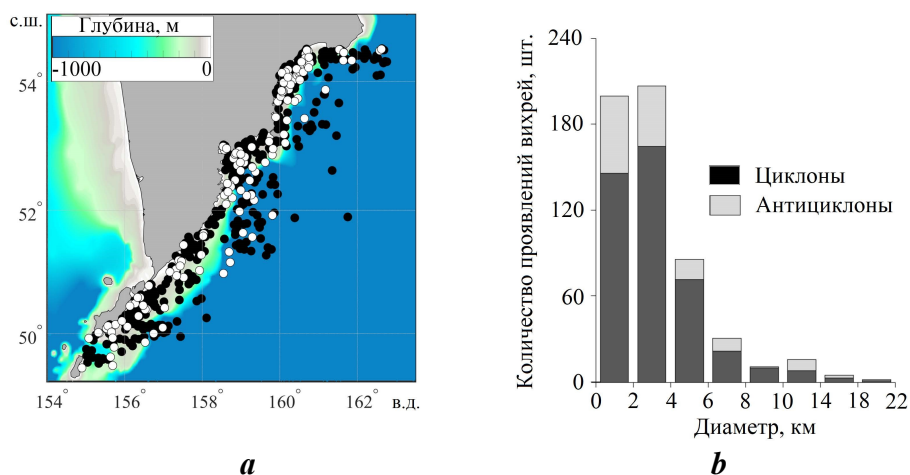 с.ш.
Глубина, м
-1000 0
54°
52°
50°
154 ° 156 ° 158 ° 160 ° 162 ° в.д.
a
Количество проявлений вихрей, шт.
240
180
120
60
0
Циклоны
Антициклоны
0 2 4 6 8 10 14 18 22
Диаметр, км
b